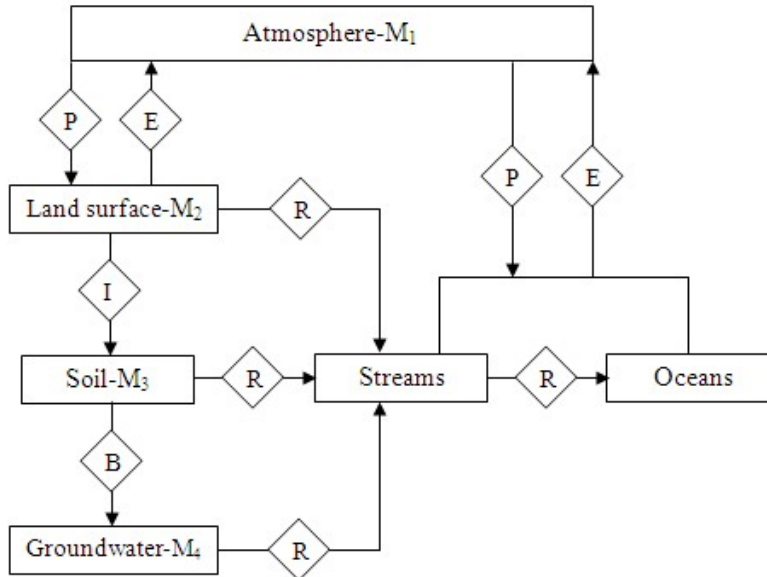 Atmosphere-M₁
P
E
P
E
Land surface-M₂
R
I
Soil-M₃
R
Streams
R
Oceans
B
Groundwater-M₄
R